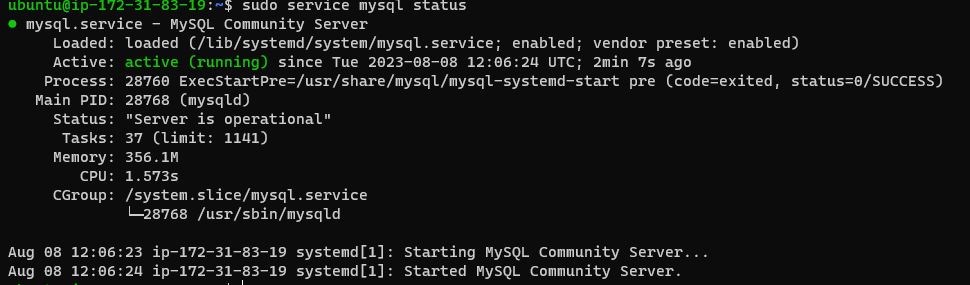 ubuntu@ip-172-31-83-19:~$ sudo service mysql status
● mysql.service - MySQL Community Server
     Loaded: loaded (/lib/systemd/system/mysql.service; enabled; vendor preset: enabled)
     Active: active (running) since Tue 2023-08-08 12:06:24 UTC; 2min 7s ago
    Process: 28760 ExecStartPre=/usr/share/mysql/mysql-systemd-start pre (code=exited, status=0/SUCCESS)
   Main PID: 28768 (mysqld)
     Status: "Server is operational"
      Tasks: 37 (limit: 1141)
     Memory: 356.1M
        CPU: 1.573s
     CGroup: /system.slice/mysql.service
             └─28768 /usr/sbin/mysqld

Aug 08 12:06:23 ip-172-31-83-19 systemd[1]: Starting MySQL Community Server...
Aug 08 12:06:24 ip-172-31-83-19 systemd[1]: Started MySQL Community Server.